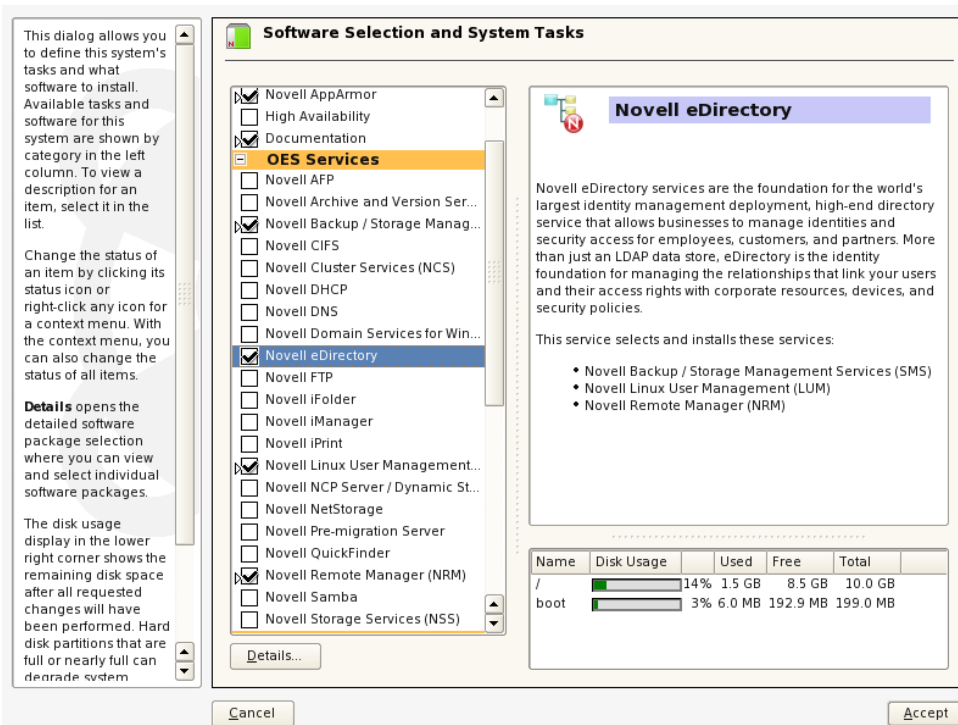 This dialog allows you
to define this system's
tasks and what
software to install.
Available tasks and
software for this
system are shown by
category in the left
column. To view a
description for an
item, select it in the
list.
Change the status of
an item by clicking its
status icon or
right-click any icon for
a context menu. With
the context menu, you
can also change the
status of all items.
Details opens the
detailed software
package selection
where you can view
and select individual
software packages.
The disk usage
display in the lower
right corner shows the
remaining disk space
after all requested
changes will have
been performed. Hard
disk partitions that are
full or nearly full can
degrade system
Software Selection and System Tasks
Novell AppArmor
High Availability
Documentation
OES Services
Novell AFP
Novell Archive and Version Ser...
Novell Backup / Storage Manag...
Novell CIFS
Novell Cluster Services (NCS)
Novell DHCP
Novell DNS
Novell Domain Services for Win...
Novell eDirectory
Novell FTP
Novell iFolder
Novell iManager
Novell iPrint
Novell Linux User Management...
Novell NCP Server / Dynamic St...
Novell NetStorage
Novell Pre-migration Server
Novell QuickFinder
Novell Remote Manager (NRM)
Novell Samba
Novell Storage Services (NSS)
Details...
N
Novell eDirectory
Novell eDirectory services are the foundation for the world's
largest identity management deployment, high-end directory
service that allows businesses to manage identities and
security access for employees, customers, and partners. More
than just an LDAP data store, eDirectory is the identity
foundation for managing the relationships that link your users
and their access rights with corporate resources, devices, and
security policies.
This service selects and installs these services:
• Novell Backup / Storage Management Services (SMS)
• Novell Linux User Management (LUM)
• Novell Remote Manager (NRM)
Name Disk Usage Used Free Total
/ 14% 1.5 GB 8.5 GB 10.0 GB
boot 3% 6.0 MB 192.9 MB 199.0 MB
Cancel
Accept